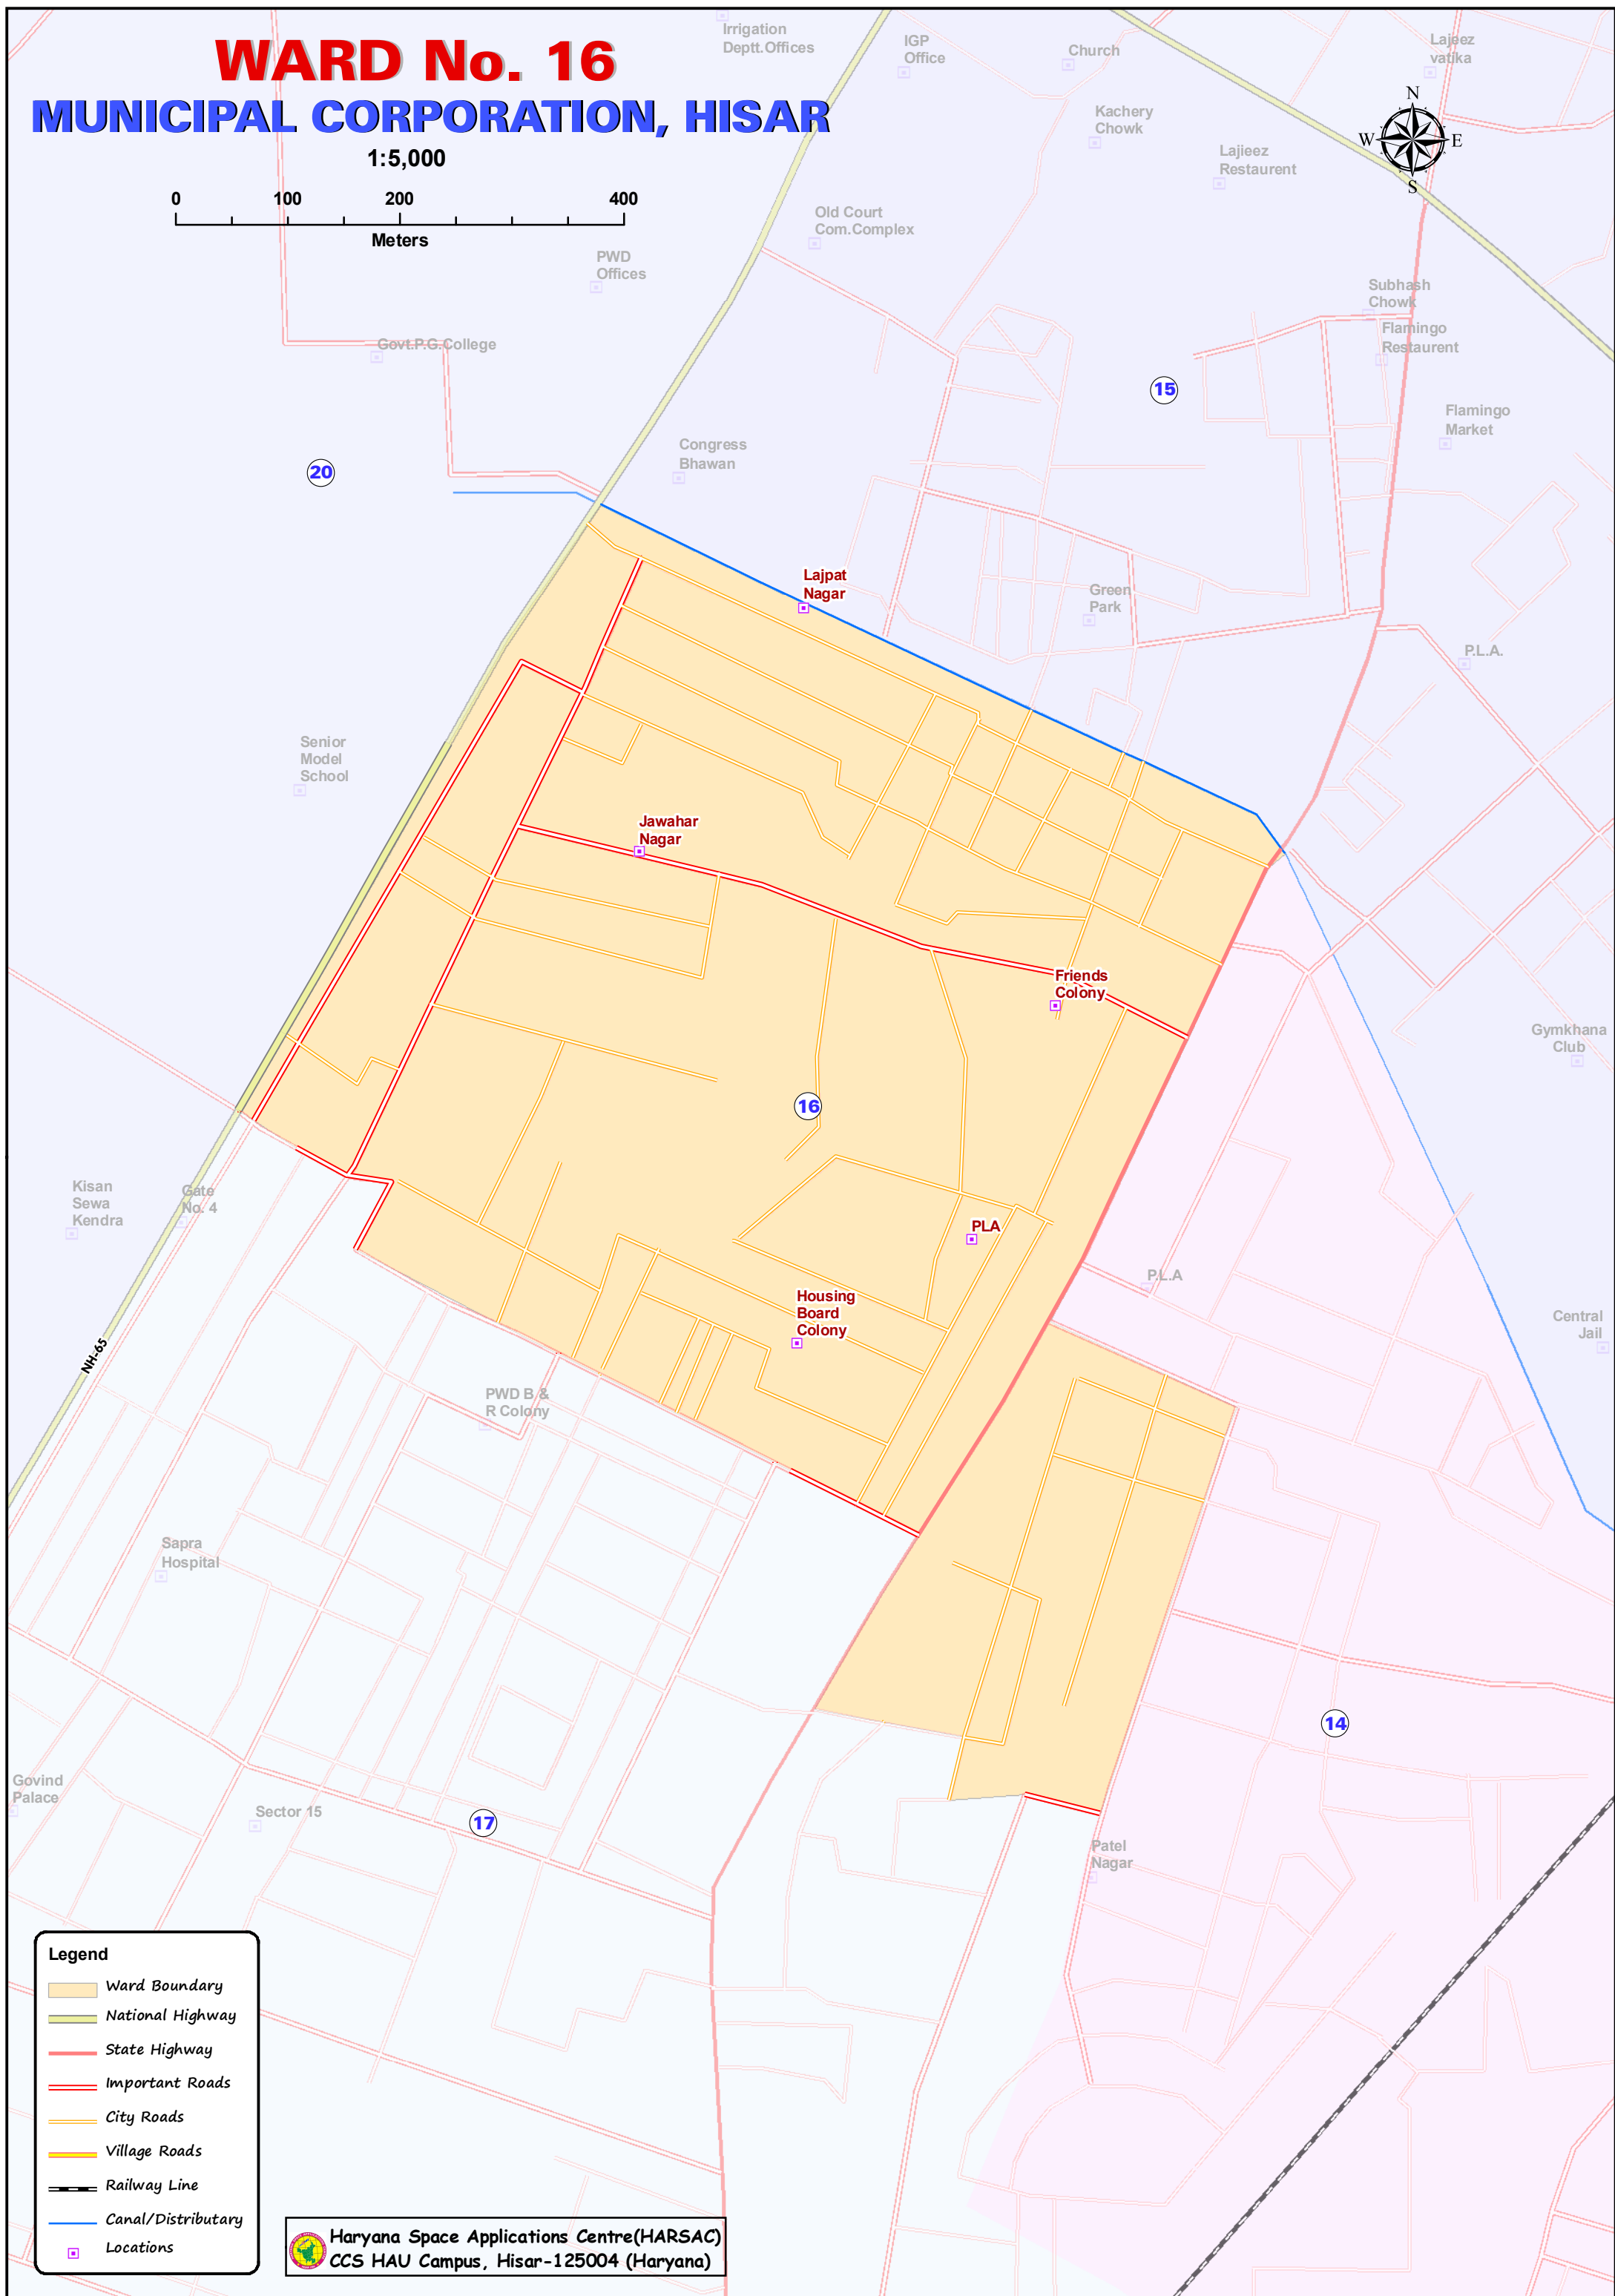 WARD No. 16
MUNICIPAL CORPORATION, HISAR
1:5,000
0 100 200 400
Meters
N
W E
S
Irrigation
Deptt.Offices
IGP
Office
Church
Lajeez
vatika
Kachery
Chowk
Lajieez
Restaurent
Old Court
Com.Complex
PWD
Offices
Subhash
Chowk
Flamingo
Restaurent
Govt.P.G.College
15
Flamingo
Market
Congress
Bhawan
20
Lajpat
Nagar
Green
Park
P.L.A.
Senior
Model
School
Jawahar
Nagar
Friends
Colony
Gymkhana
Club
16
Kisan
Sewa
Kendra
Gate
No. 4
PLA
P.L.A
Housing
Board
Colony
Central
Jail
NH-65
PWD B &
R Colony
Sapra
Hospital
14
Govind
Palace
Sector 15
17
Patel
Nagar
Legend
Ward Boundary
National Highway
State Highway
Important Roads
City Roads
Village Roads
Railway Line
Canal/Distributary
Locations
Haryana Space Applications Centre(HARSAC)
CCS HAU Campus, Hisar-125004 (Haryana)